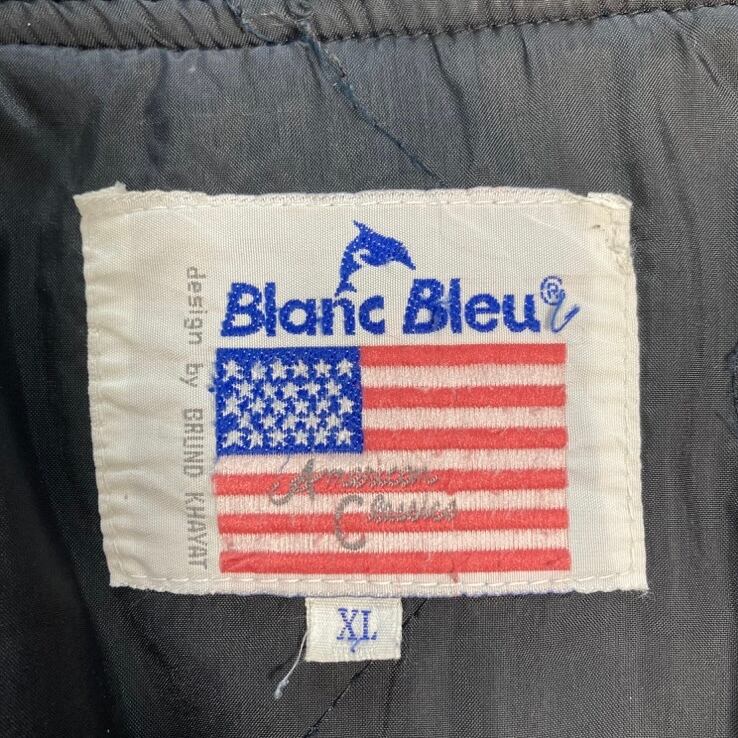 Blanc Bleu®
American
Classics
design by BRUNO KHAYAT
XL